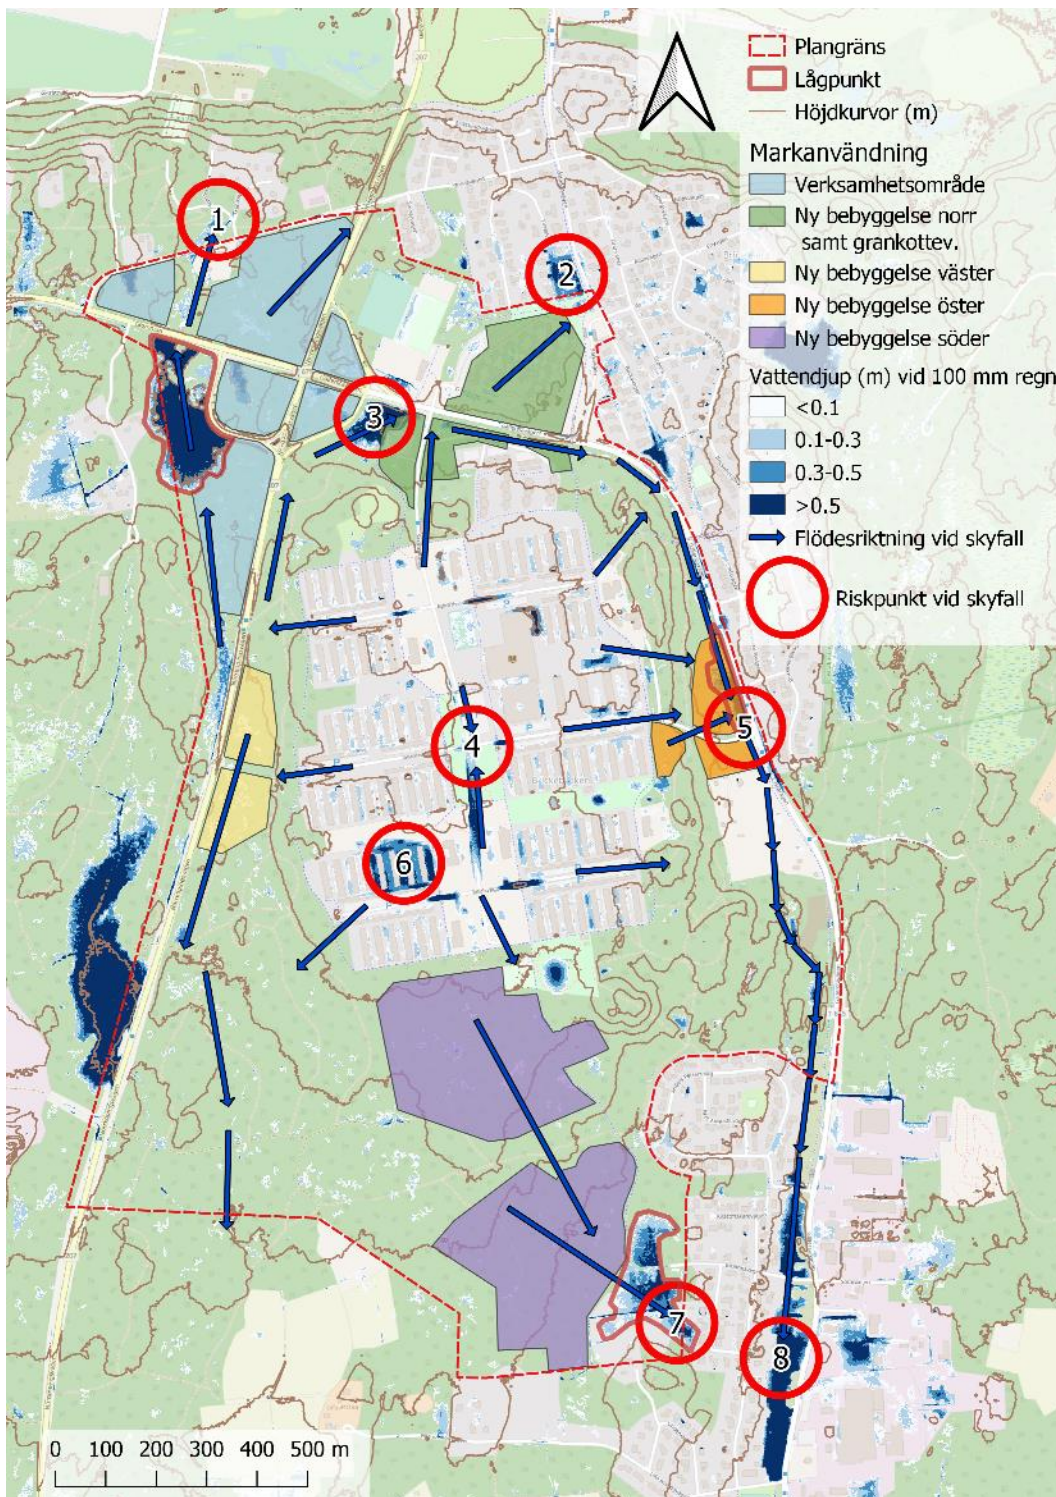 Plangräns
Lågpunkt
Höjdkurvor (m)
Markanvändning
Verksamhetsområde
Ny bebyggelse norr
samt grankottev.
Ny bebyggelse väster
Ny bebyggelse öster
Ny bebyggelse söder
Vattendjup (m) vid 100 mm regn
<0.1
0.1-0.3
0.3-0.5
>0.5
Flödesriktning vid skyfall
Riskpunkt vid skyfall
1
2
3
4
5
6
7
8
0 100 200 300 400 500 m